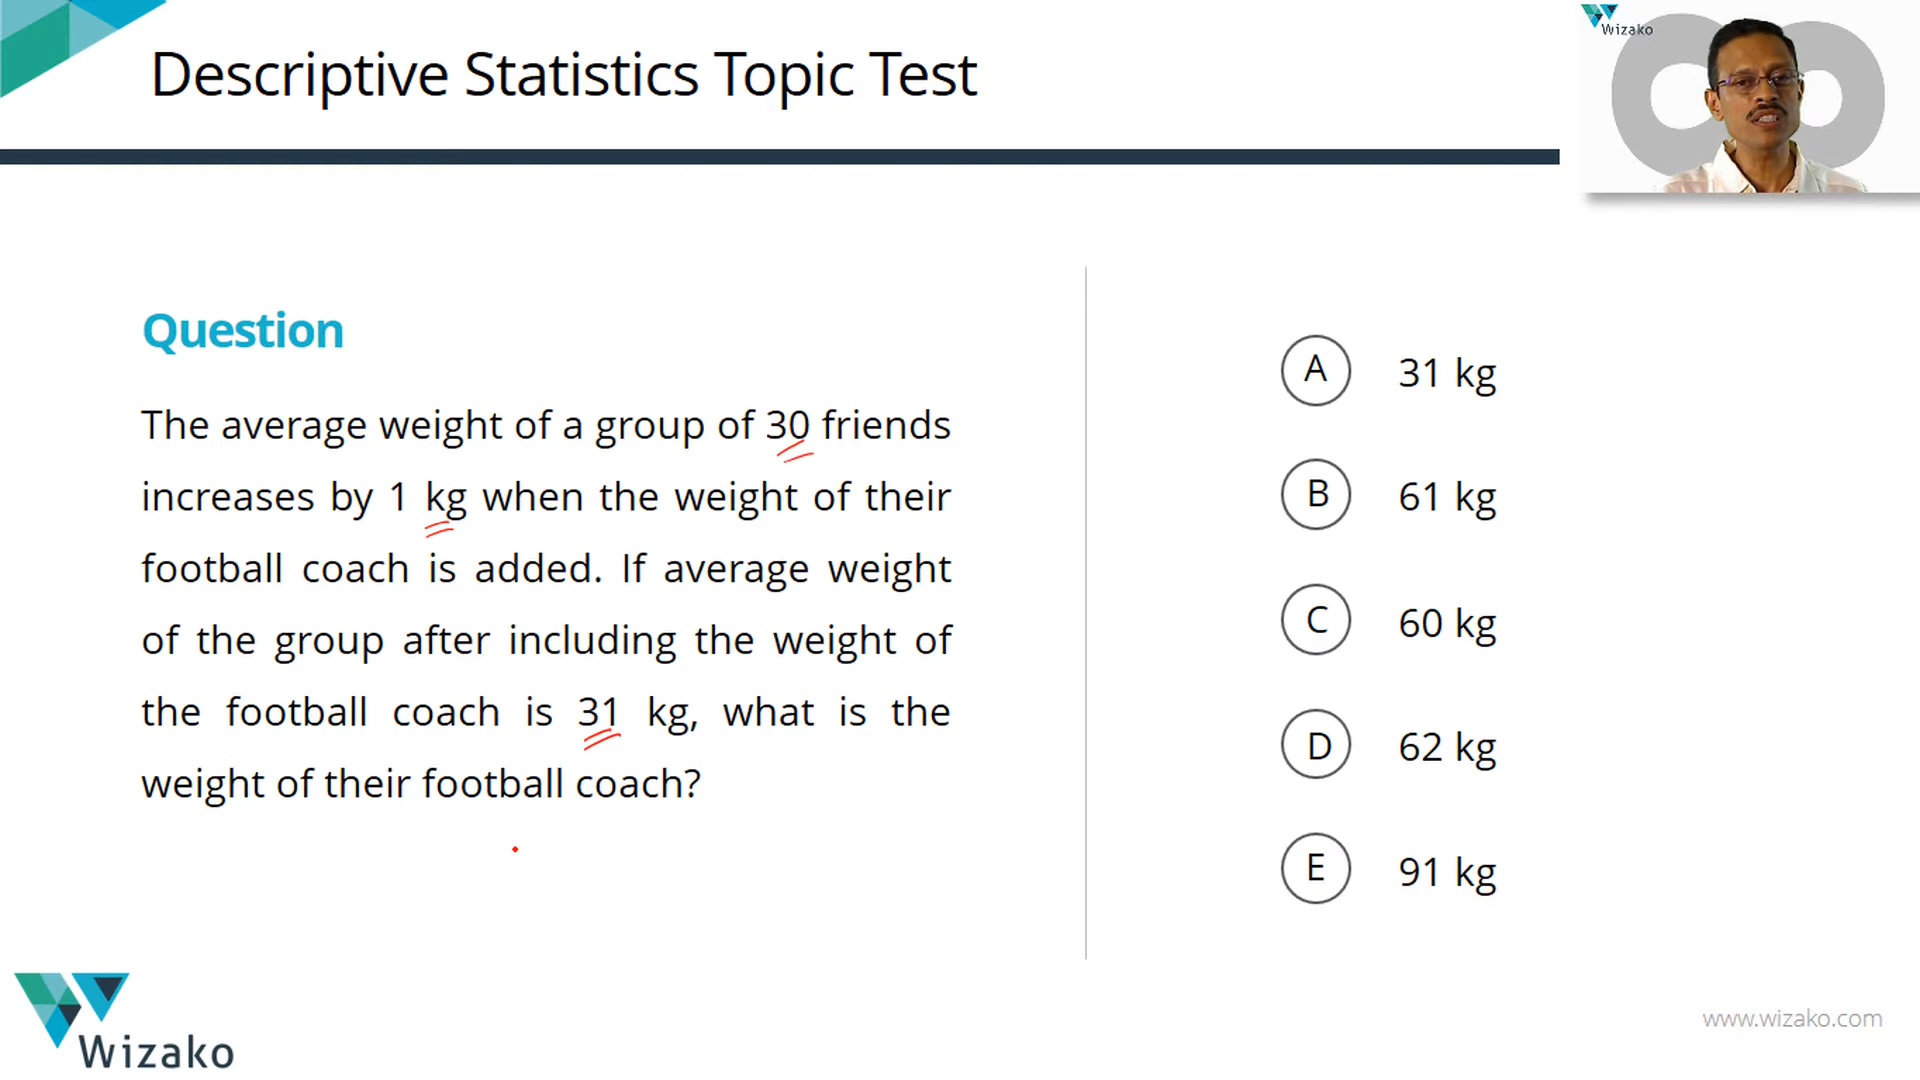 Descriptive Statistics Topic Test
Wizako
Question
The average weight of a group of 30 friends
increases by 1 kg when the weight of their
football coach is added. If average weight
of the group after including the weight of
the football coach is 31 kg, what is the
weight of their football coach?
A 31 kg
B 61 kg
C 60 kg
D 62 kg
E 91 kg
Wizako
www.wizako.com